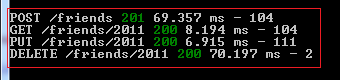 POST /friends 201 69.357 ms - 104
GET /friends/2011 200 8.194 ms - 104
PUT /friends/2011 200 6.915 ms - 111
DELETE /friends/2011 200 70.197 ms - 2